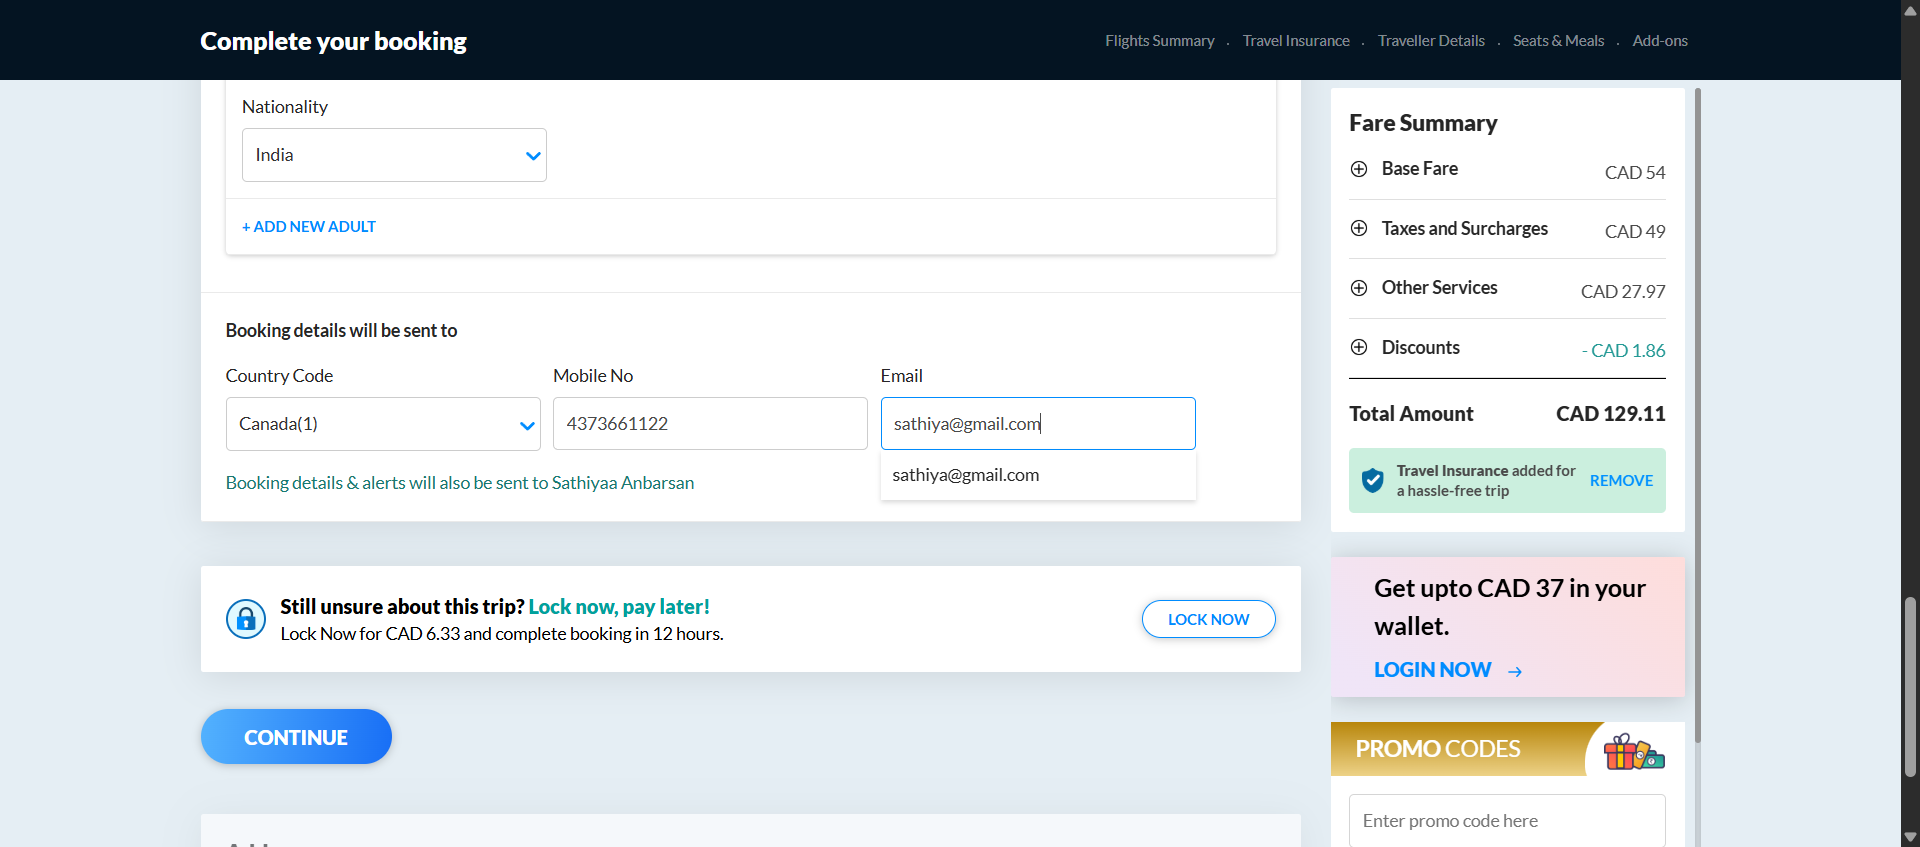 Complete your booking
Flights Summary . Travel Insurance . Traveller Details . Seats & Meals . Add-ons
Nationality
India
+ ADD NEW ADULT
Booking details will be sent to
Country Code
Mobile No
Email
Canada(1)
4373661122
sathiya@gmail.com
sathiya@gmail.com
Booking details & alerts will also be sent to Sathiyaa Anbarsan
Still unsure about this trip? Lock now, pay later!
Lock Now for CAD 6.33 and complete booking in 12 hours.
LOCK NOW
CONTINUE
Fare Summary
Base Fare CAD 54
Taxes and Surcharges CAD 49
Other Services CAD 27.97
Discounts - CAD 1.86
Total Amount CAD 129.11
Travel Insurance added for
a hassle-free trip
REMOVE
Get upto CAD 37 in your
wallet.
LOGIN NOW →
PROMO CODES
Enter promo code here